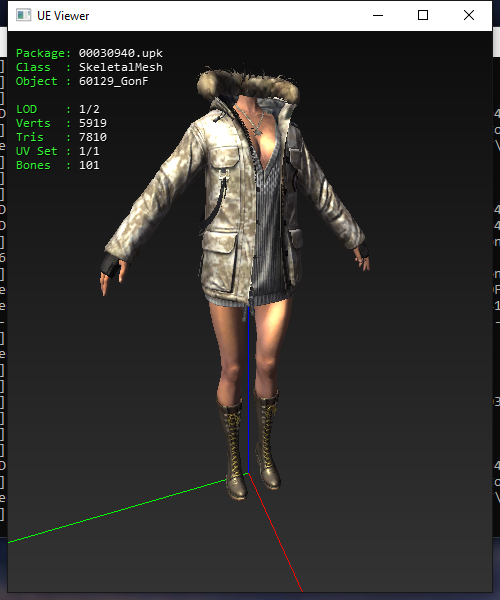 UE Viewer
Package: 00030940.upk
Class  : SkeletalMesh
Object : 60129_GonF
LOD    : 1/2
Verts  : 5919
Tris   : 7810
UV Set : 1/1
Bones  : 101